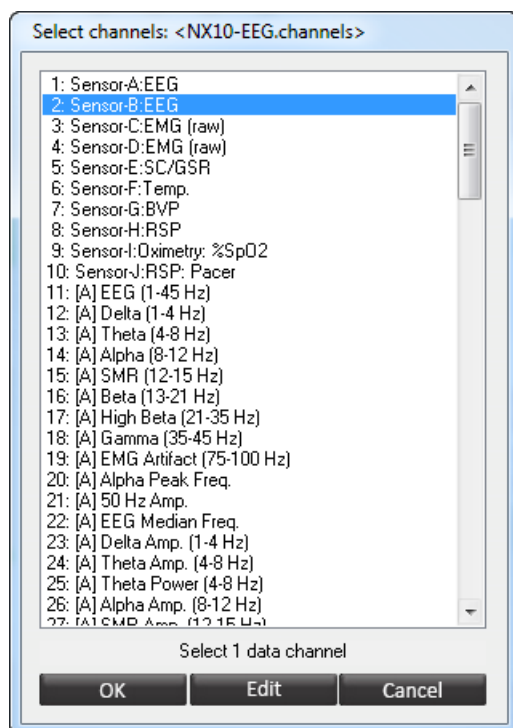 Select channels: <NX10-EEG.channels>
1: Sensor-A:EEG
2: Sensor-B:EEG
3: Sensor-C:EMG (raw)
4: Sensor-D:EMG (raw)
5: Sensor-E:SC/GSR
6: Sensor-F:Temp.
7: Sensor-G:BVP
8: Sensor-H:RSP
9: Sensor-I:Oximetry: %SpO2
10: Sensor-J:RSP: Pacer
11: [A] EEG (1-45 Hz)
12: [A] Delta (1-4 Hz)
13: [A] Theta (4-8 Hz)
14: [A] Alpha (8-12 Hz)
15: [A] SMR (12-15 Hz)
16: [A] Beta (13-21 Hz)
17: [A] High Beta (21-35 Hz)
18: [A] Gamma (35-45 Hz)
19: [A] EMG Artifact (75-100 Hz)
20: [A] Alpha Peak Freq.
21: [A] 50 Hz Amp.
22: [A] EEG Median Freq.
23: [A] Delta Amp. (1-4 Hz)
24: [A] Theta Amp. (4-8 Hz)
25: [A] Theta Power (4-8 Hz)
26: [A] Alpha Amp. (8-12 Hz)
27: [A] SMR Amp. (12-15 Hz)
Select 1 data channel
OK Edit Cancel